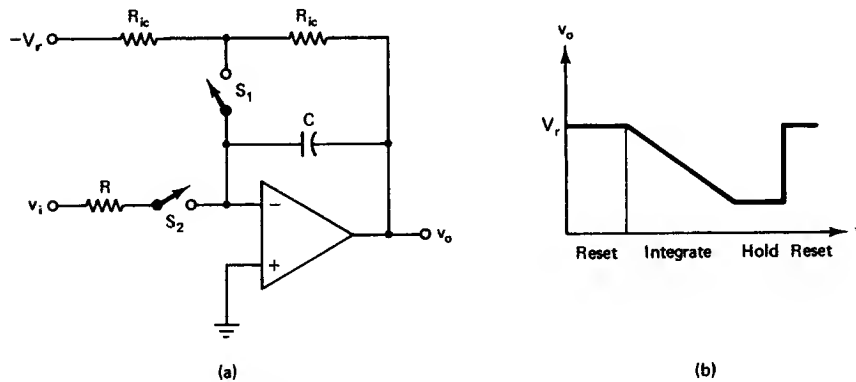 R_ic
R_ic
−V_r
S_1
C
v_i
R
S_2
−
+
v_o
(a)
v_o
V_r
t
Reset
Integrate
Hold
Reset
(b)